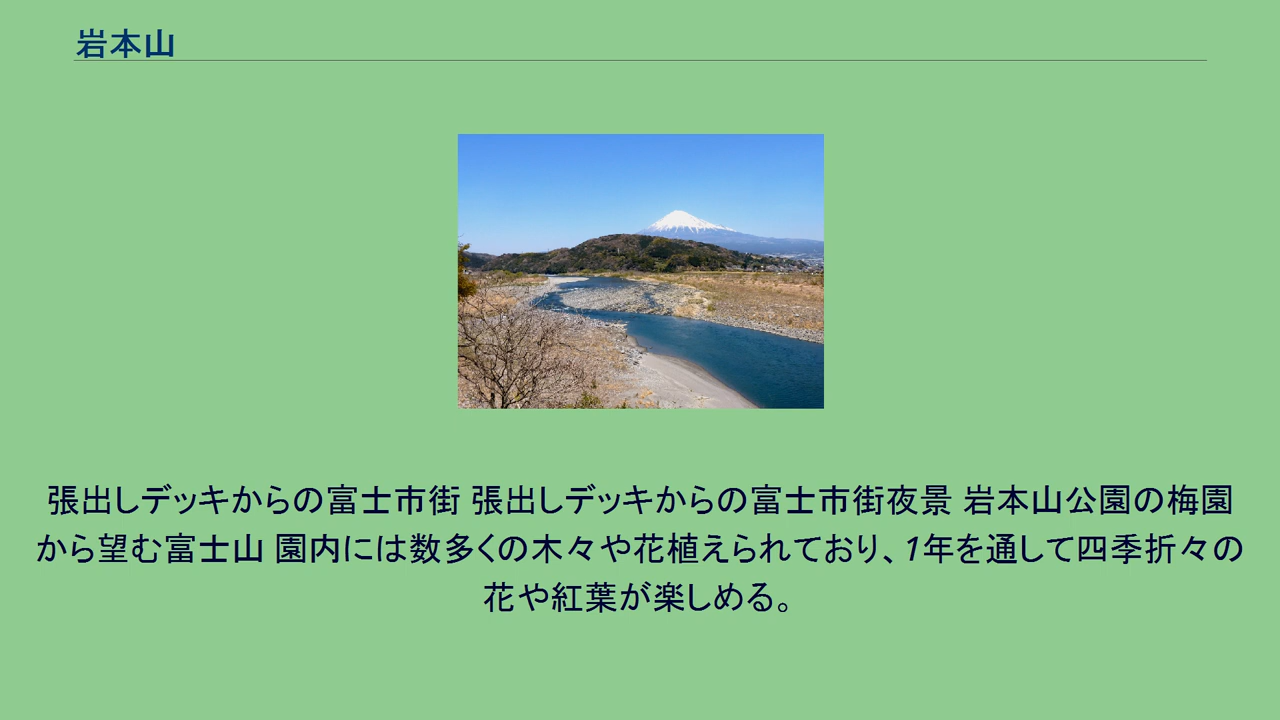 岩本山
張出しデッキからの富士市街 張出しデッキからの富士市街夜景 岩本山公園の梅園
から望む富士山 園内には数多くの木々や花植えられており、1年を通して四季折々の
花や紅葉が楽しめる。